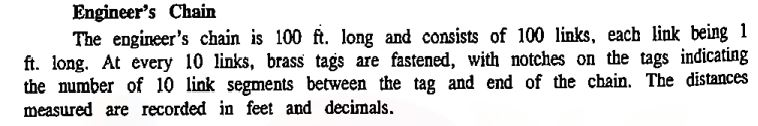 Engineer's Chain
The engineer's chain is 100 ft. long and consists of 100 links, each link being 1
ft. long. At every 10 links, brass tags are fastened, with notches on the tags indicating
the number of 10 link segments between the tag and end of the chain. The distances
measured are recorded in feet and decimals.